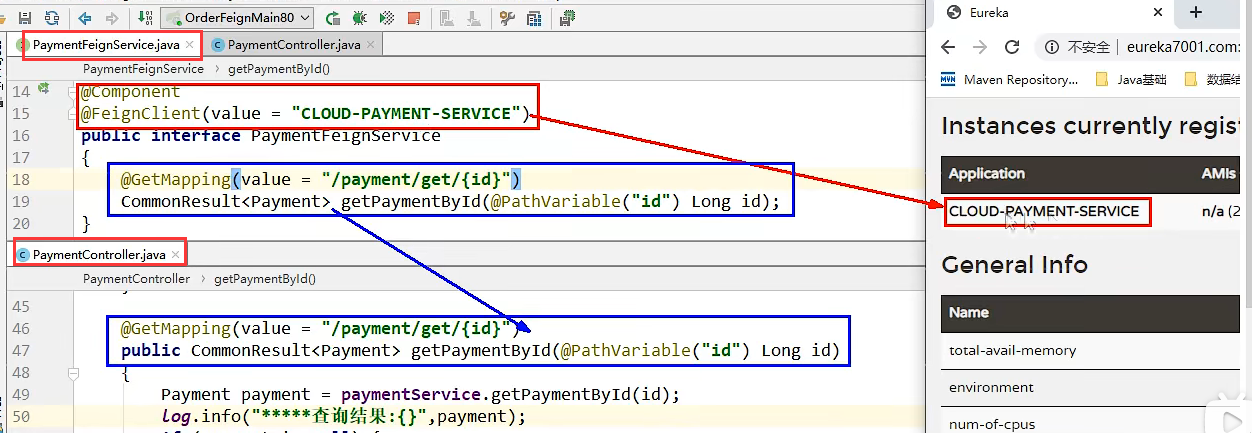 OrderFeignMain80
PaymentFeignService.java
PaymentController.java
PaymentFeignService
getPaymentById()
14 @Component
15 @FeignClient(value = "CLOUD-PAYMENT-SERVICE")
16 public interface PaymentFeignService
17 {
18 @GetMapping(value = "/payment/get/{id}")
19 CommonResult<Payment> getPaymentById(@PathVariable("id") Long id);
20 }
PaymentController.java
PaymentController
getPaymentById()
45
46 @GetMapping(value = "/payment/get/{id}")
47 public CommonResult<Payment> getPaymentById(@PathVariable("id") Long id)
48 {
49 Payment payment = paymentService.getPaymentById(id);
50 log.info("*****查询结果:{}",payment);
Eureka
不安全 eureka7001.com:
Maven Repository...
Java基础
数据结
Instances currently regist
Application AMIs
CLOUD-PAYMENT-SERVICE n/a (2
General Info
Name
total-avail-memory
environment
num-of-cpus